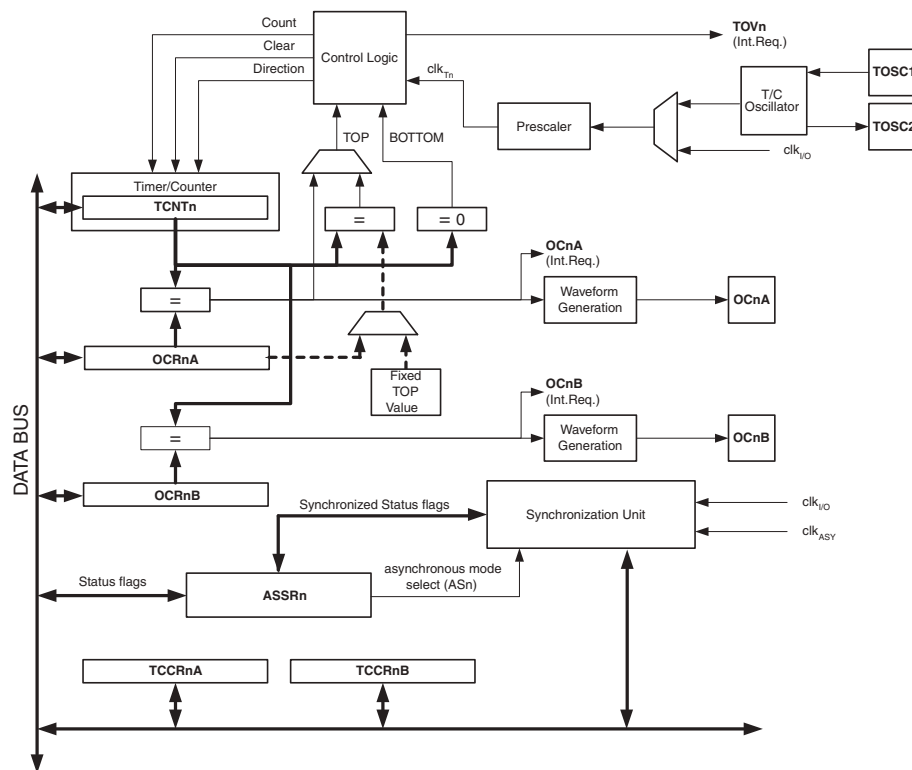 Count
Clear
Direction
Control Logic
TOVn
(Int.Req.)
clkTn
TOSC1
T/C
Oscillator
TOSC2
Prescaler
clkI/O
TOP
BOTTOM
Timer/Counter
TCNTn
=
= 0
OCnA
(Int.Req.)
=
Waveform
Generation
OCnA
OCRnA
Fixed
TOP
Value
OCnB
(Int.Req.)
=
Waveform
Generation
OCnB
DATA BUS
OCRnB
Synchronized Status flags
Synchronization Unit
clkI/O
clkASY
Status flags
ASSRn
asynchronous mode
select (ASn)
TCCRnA
TCCRnB